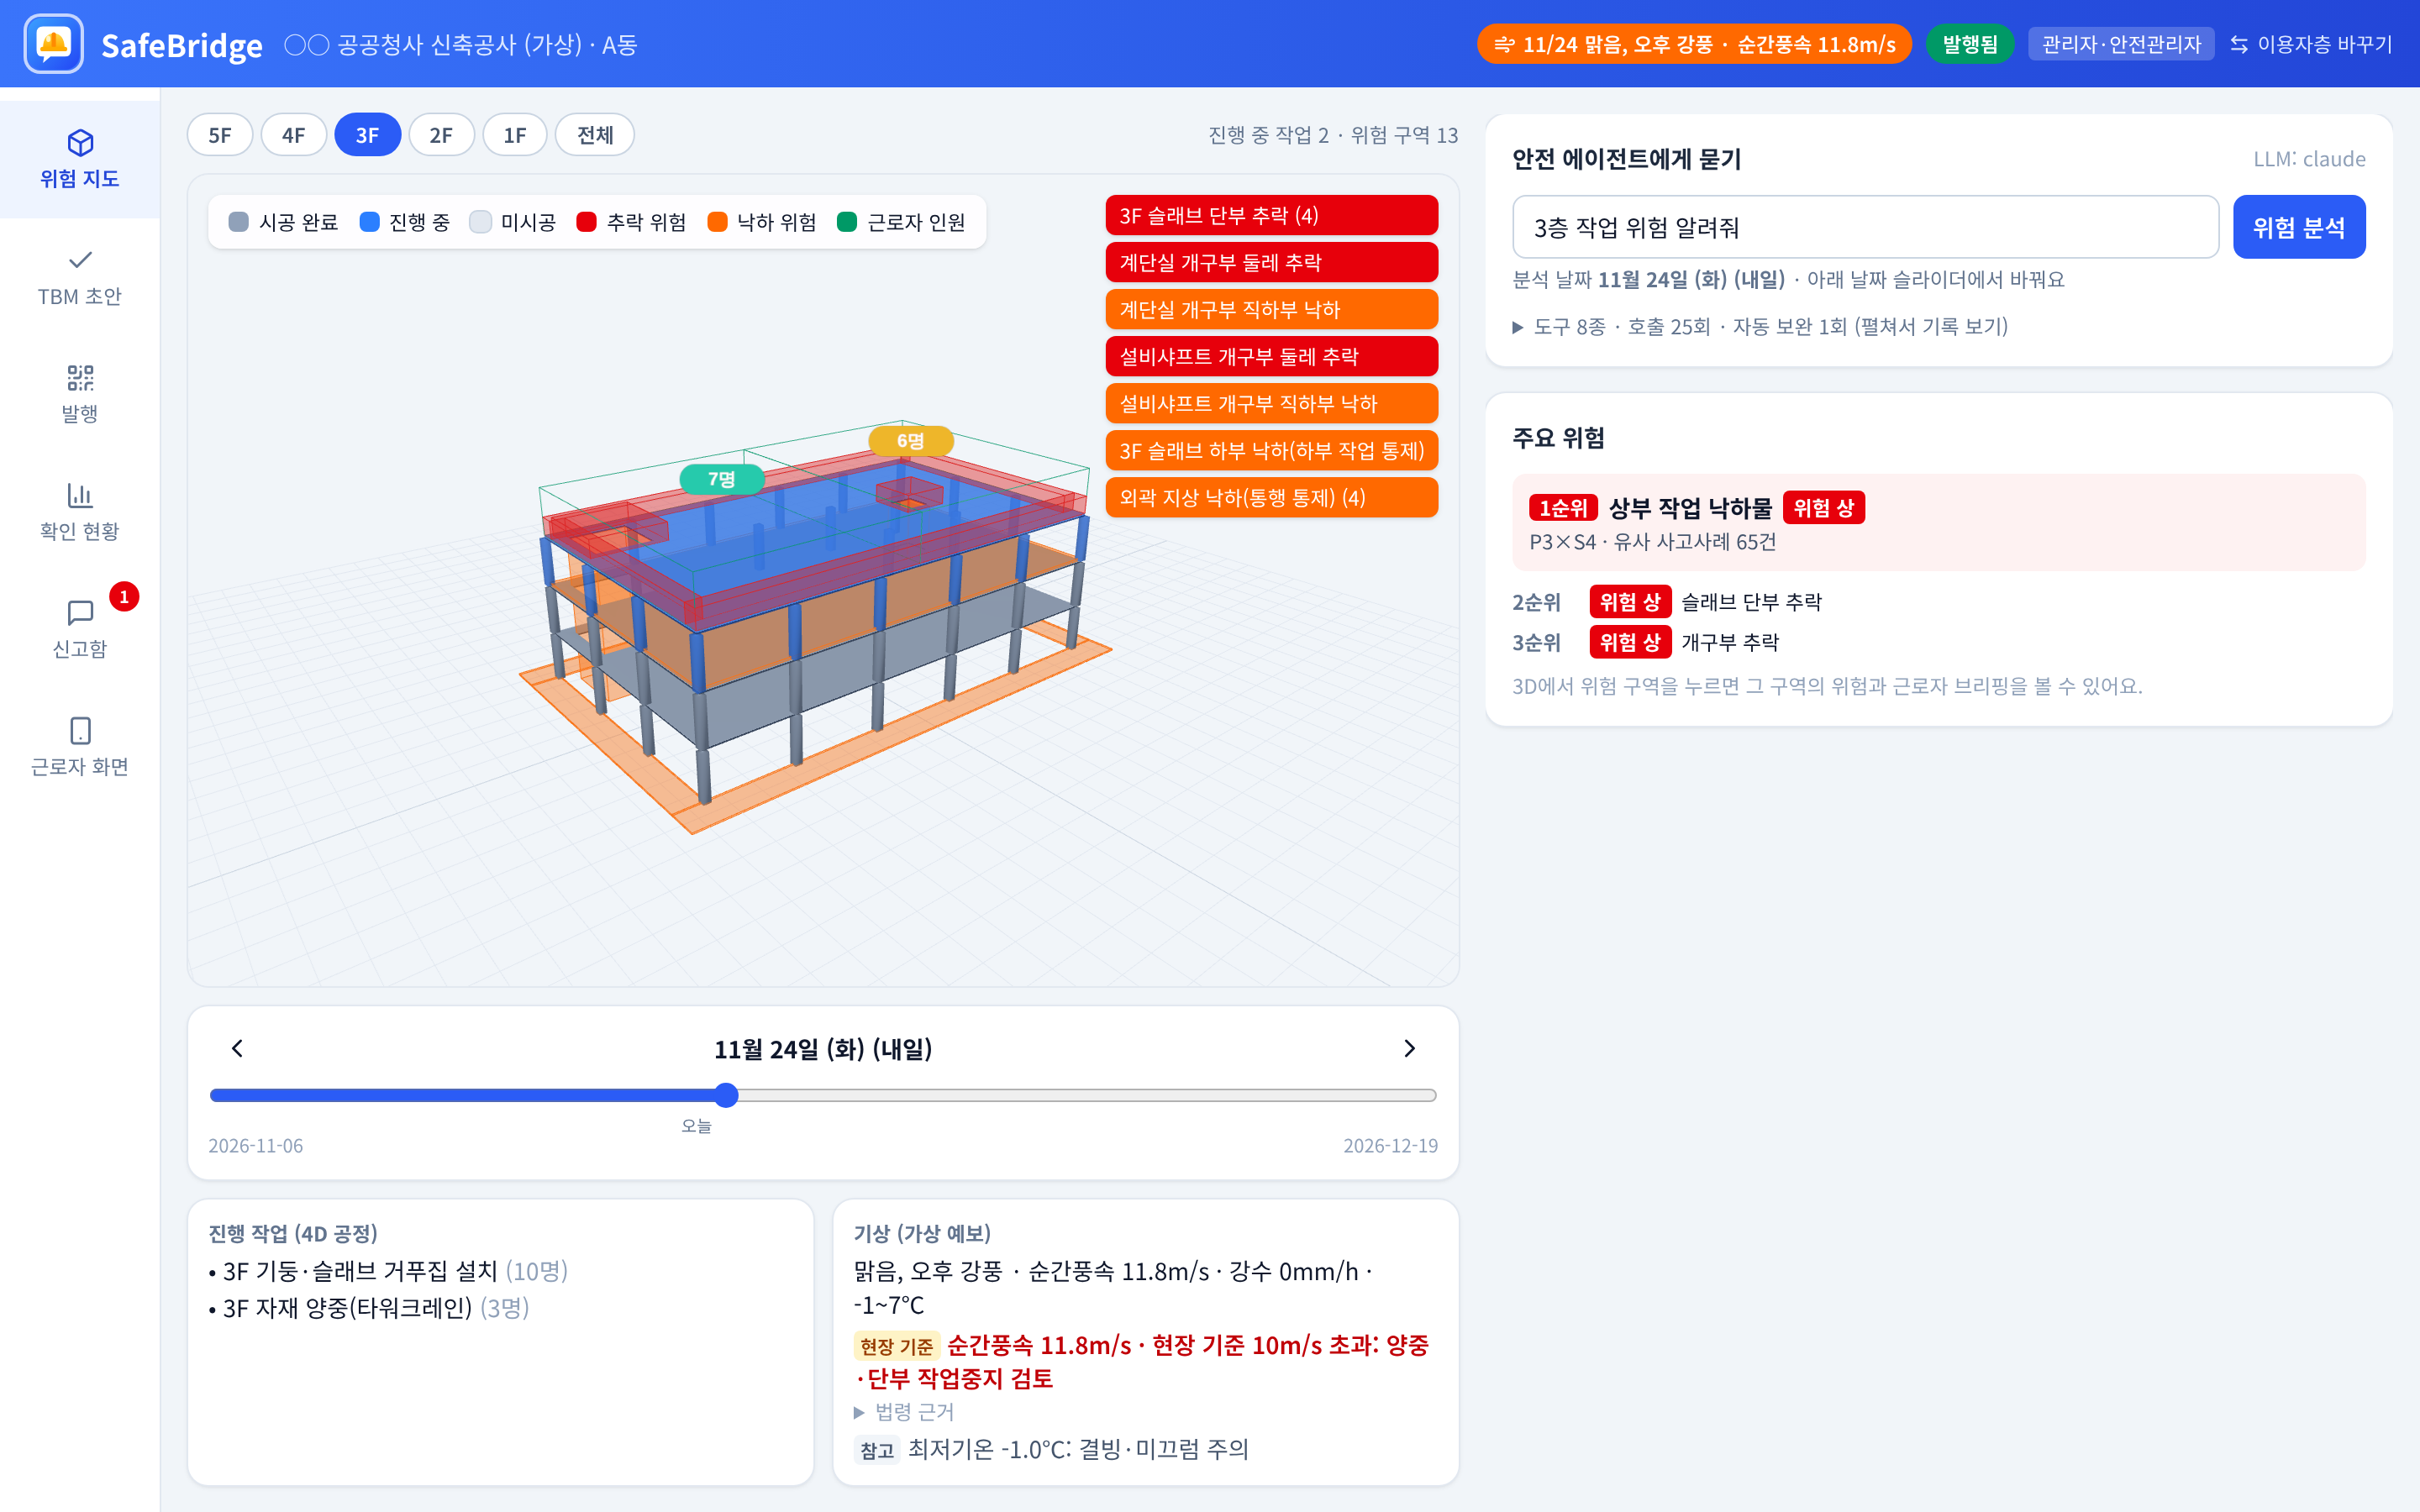 SafeBridge
○○ 공공청사 신축공사 (가상) · A동
11/24 맑음, 오후 강풍 · 순간풍속 11.8m/s
발행됨
관리자·안전관리자
이용자층 바꾸기
위험 지도
TBM 초안
발행
확인 현황
1
신고함
근로자 화면
5F
4F
3F
2F
1F
전체
진행 중 작업 2 · 위험 구역 13
시공 완료
진행 중
미시공
추락 위험
낙하 위험
근로자 인원
3F 슬래브 단부 추락 (4)
계단실 개구부 둘레 추락
계단실 개구부 직하부 낙하
설비샤프트 개구부 둘레 추락
설비샤프트 개구부 직하부 낙하
3F 슬래브 하부 낙하(하부 작업 통제)
외곽 지상 낙하(통행 통제) (4)
6명
7명
11월 24일 (화) (내일)
오늘
2026-11-06
2026-12-19
진행 작업 (4D 공정)
• 3F 기둥·슬래브 거푸집 설치 (10명)
• 3F 자재 양중(타워크레인) (3명)
기상 (가상 예보)
맑음, 오후 강풍 · 순간풍속 11.8m/s · 강수 0mm/h ·
-1~7℃
현장 기준 순간풍속 11.8m/s · 현장 기준 10m/s 초과: 양중
·단부 작업중지 검토
▶ 법령 근거
참고 최저기온 -1.0℃: 결빙·미끄럼 주의
안전 에이전트에게 묻기
LLM: claude
3층 작업 위험 알려줘
위험 분석
분석 날짜 11월 24일 (화) (내일) · 아래 날짜 슬라이더에서 바꿔요
▶ 도구 8종 · 호출 25회 · 자동 보완 1회 (펼쳐서 기록 보기)
주요 위험
1순위 상부 작업 낙하물 위험 상
P3×S4 · 유사 사고사례 65건
2순위 위험 상 슬래브 단부 추락
3순위 위험 상 개구부 추락
3D에서 위험 구역을 누르면 그 구역의 위험과 근로자 브리핑을 볼 수 있어요.